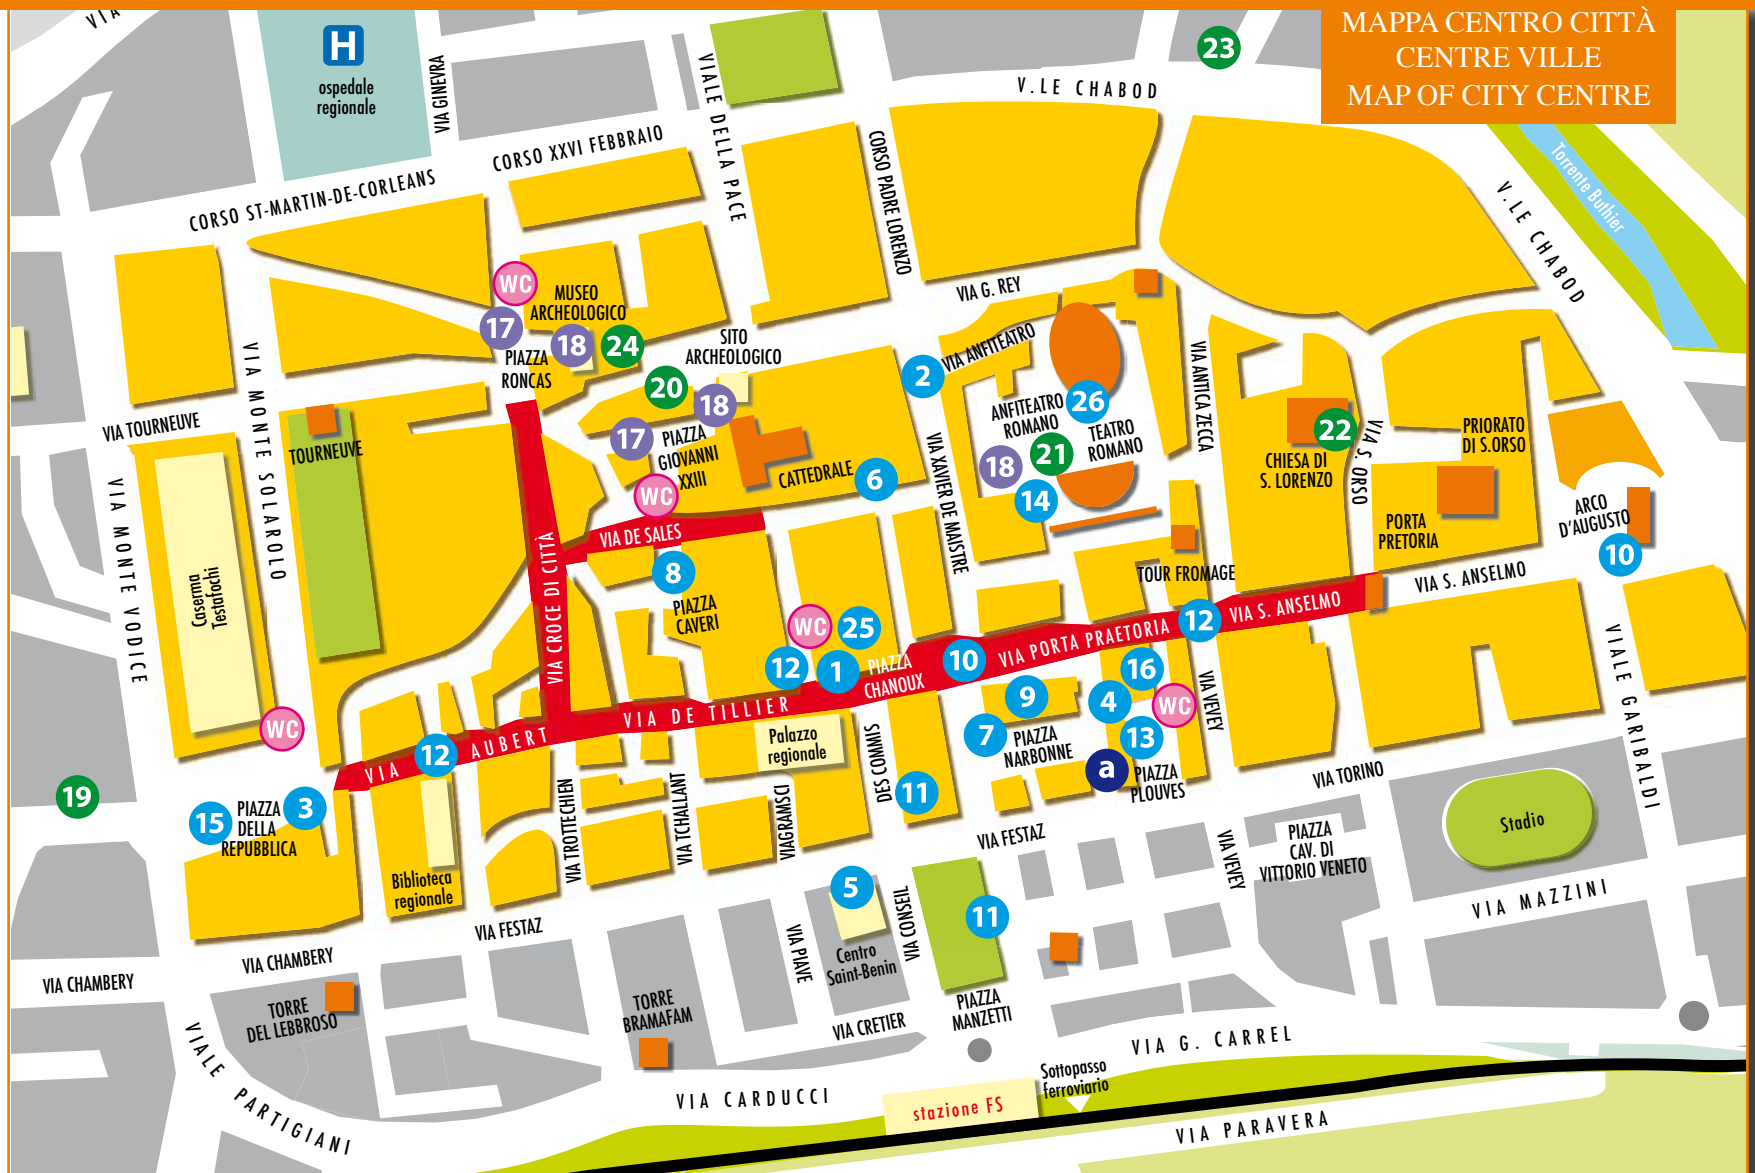 MAPPA CENTRO CITTÀ
CENTRE VILLE
MAP OF CITY CENTRE
VIA
H
ospedale
regionale
VIA GINEVRA
VIALE DELLA PACE
23
V.LE CHABOD
CORSO XXVI FEBBRAIO
CORSO ST-MARTIN-DE-CORLEANS
CORSO PADRE LORENZO
Torrente Buthier
V.LE CHABOD
WC
MUSEO
ARCHEOLOGICO
17
18
24
PIAZZA
RONCAS
SITO
ARCHEOLOGICO
VIA G. REY
VIA ANFITEATRO
2
20
18
17
PIAZZA
GIOVANNI
XXIII
WC
CATTEDRALE
6
ANFITEATRO
ROMANO
26
TEATRO
ROMANO
18
21
14
VIA ANTICA ZECCA
22
CHIESA DI
S. LORENZO
VIA S. ORSO
PRIORATO
DI S.ORSO
PORTA
PRETORIA
ARCO
D'AUGUSTO
10
VIA TOURNEUVE
VIA MONTE SOLAROLO
TOURNEUVE
VIA MONTE VODICE
Caserma
Testafochi
VIA CROCE DI CITTÀ
VIA DE SALES
8
PIAZZA
CAVERI
VIA XAVIER DE MAISTRE
TOUR FROMAGE
VIA S. ANSELMO
VIA S. ANSELMO
12
VIA PORTA PRAETORIA
10
WC
25
12
1
PIAZZA
CHANOUX
VIA DE TILLIER
VIA AUBERT
12
WC
16
9
4
WC
7
PIAZZA
NARBONNE
13
a
PIAZZA
PLOUVES
VIA VEVEY
VIALE GARIBALDI
Palazzo
regionale
DES COMMIS
11
19
15
PIAZZA
DELLA
REPUBBLICA
3
VIA TROTTECHIEN
VIA TCHALLANT
VIAGRAMSCI
VIA TORINO
VIA FESTAZ
VIA VEVEY
PIAZZA
CAV. DI
VITTORIO VENETO
Stadio
VIA MAZZINI
Biblioteca
regionale
VIA FESTAZ
5
Centro
Saint-Benin
VIA CONSEIL
11
VIA PIAVE
VIA CHAMBERY
VIA CHAMBERY
TORRE
DEL LEBBROSO
TORRE
BRAMAFAM
VIA CRETIER
PIAZZA
MANZETTI
VIALE PARTIGIANI
VIA CARDUCCI
stazione FS
Sottopasso
ferroviario
VIA G. CARREL
VIA PARAVERA